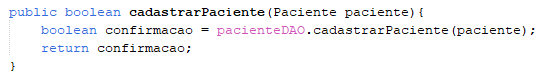 public boolean cadastrarPaciente(Paciente paciente){
    boolean confirmacao = pacienteDAO.cadastrarPaciente(paciente);
    return confirmacao;
}